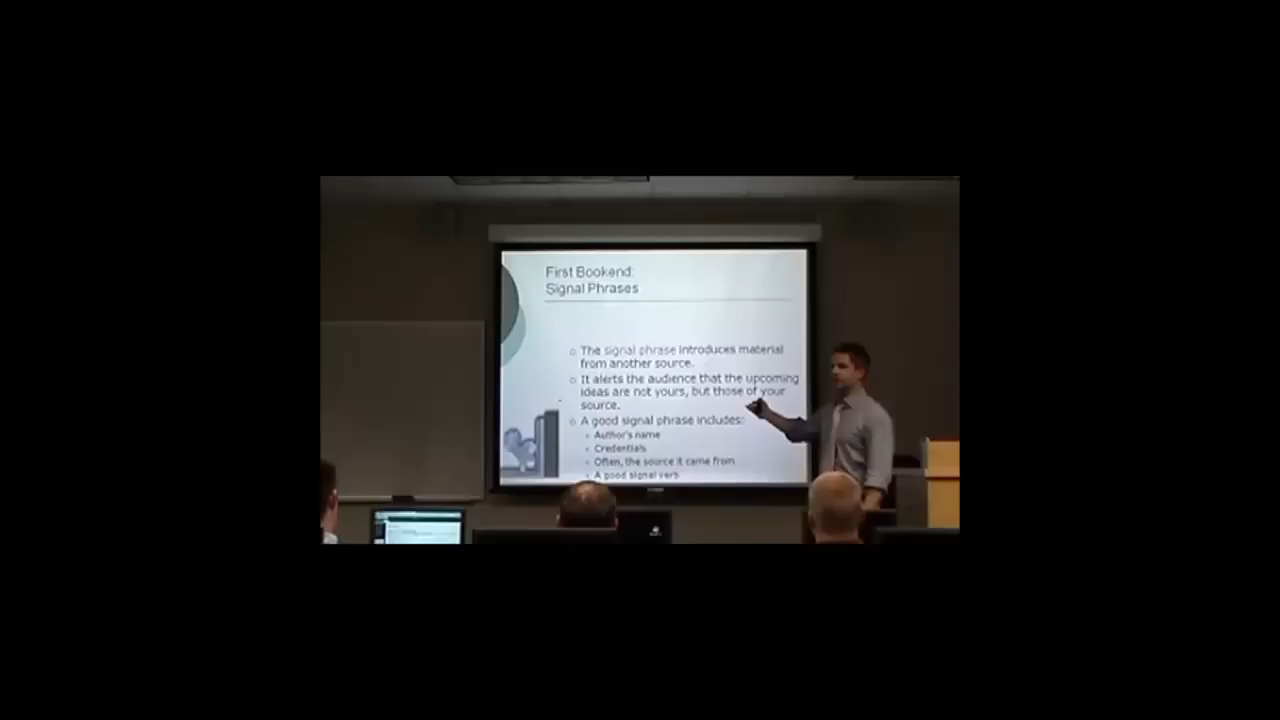 First Bookend:
Signal Phrases
The signal phrase introduces material
from another source.
It alerts the audience that the upcoming
ideas are not yours, but those of your
source.
A good signal phrase includes:
Author's name
Credentials
Often, the source it came from
A good signal verb